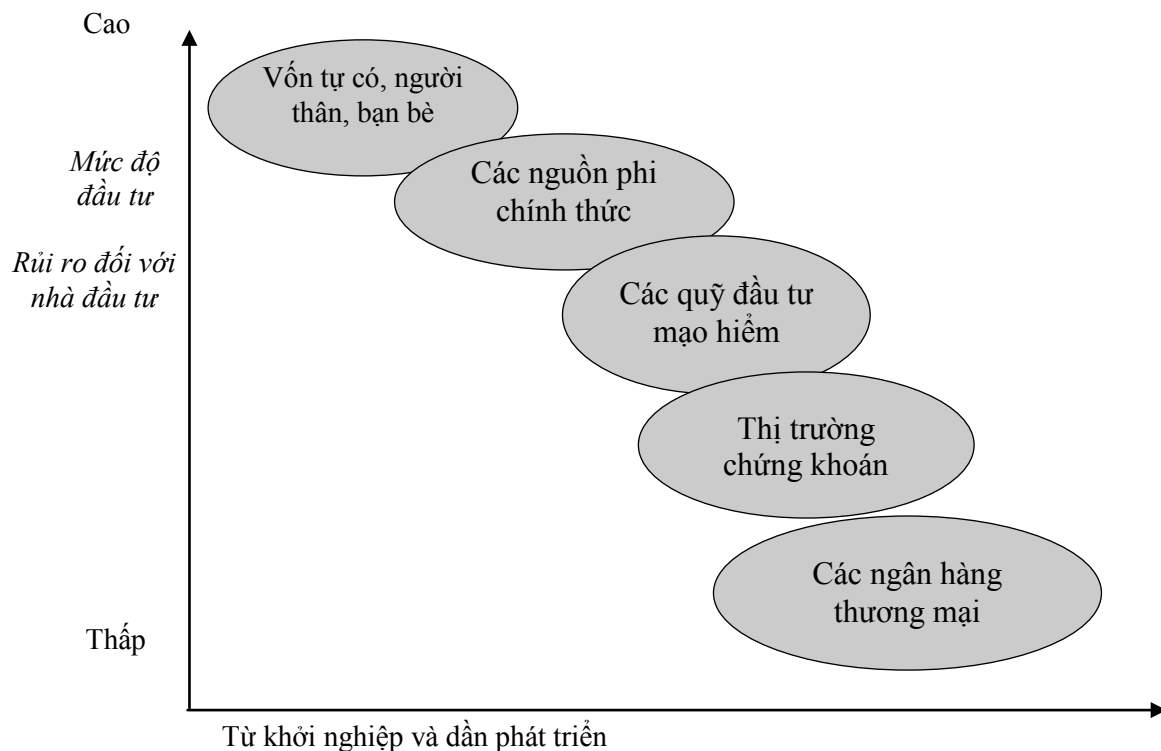 Cao
Vốn tự có, người
thân, bạn bè
Mức độ
đầu tư
Các nguồn phi
chính thức
Rủi ro đối với
nhà đầu tư
Các quỹ đầu tư
mạo hiểm
Thị trường
chứng khoán
Các ngân hàng
thương mại
Thấp
Từ khởi nghiệp và dần phát triển